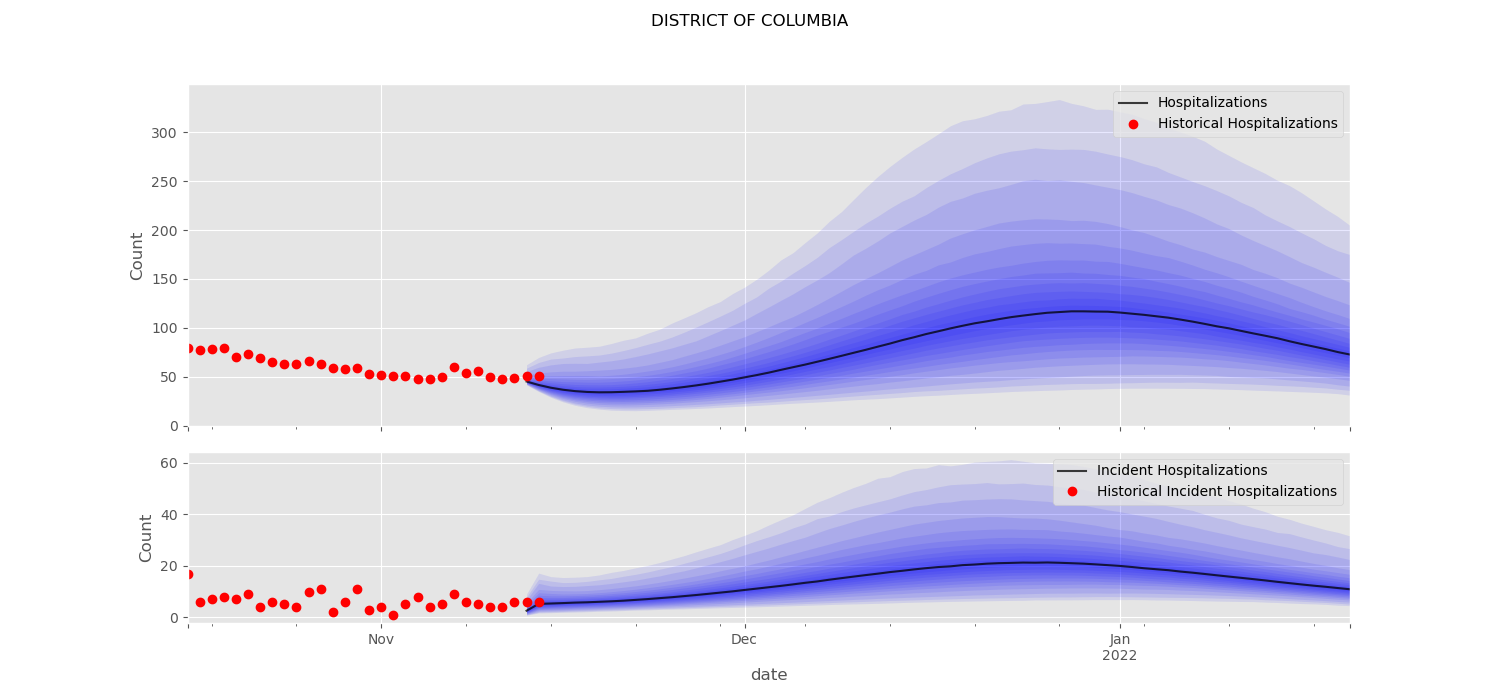 DISTRICT OF COLUMBIA
Hospitalizations
Historical Hospitalizations
300
250
200
150
100
50
0
Count
Incident Hospitalizations
Historical Incident Hospitalizations
60
40
20
0
Count
Nov
Dec
Jan
2022
date